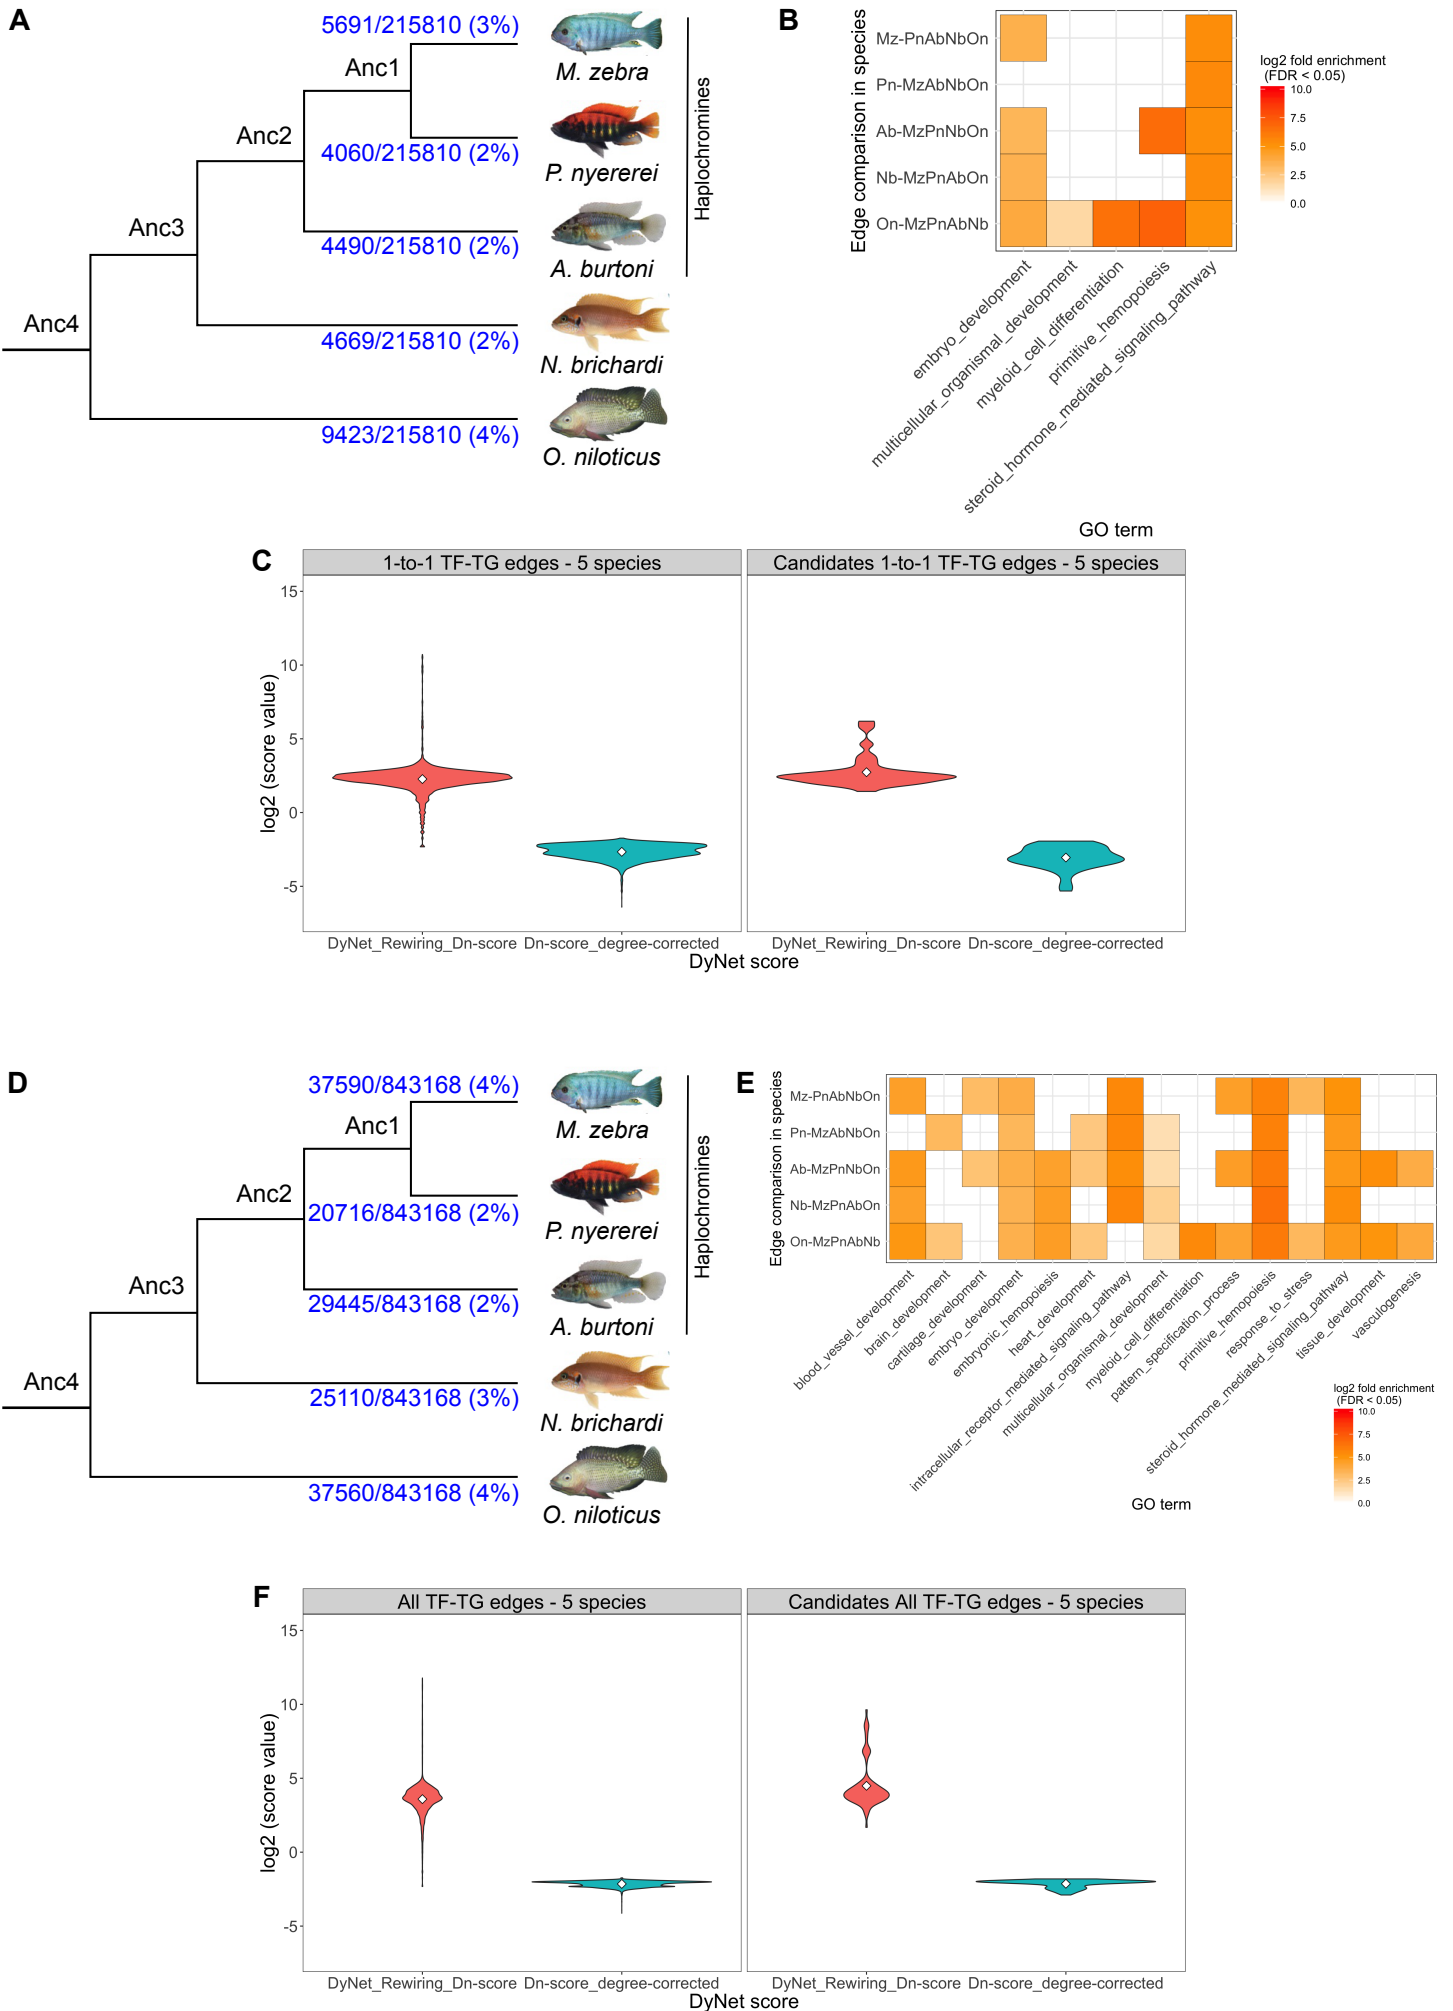 A
5691/215810 (3%)
Anc1
M. zebra
Anc2
4060/215810 (2%)
P. nyererei
Haplochromines
Anc3
4490/215810 (2%)
A. burtoni
Anc4
4669/215810 (2%)
N. brichardi
9423/215810 (4%)
O. niloticus
B
Edge comparison in species
Mz-PnAbNbOn
Pn-MzAbNbOn
Ab-MzPnNbOn
Nb-MzPnAbOn
On-MzPnAbNb
embryo_development
multicellular_organismal_development
myeloid_cell_differentiation
primitive_hemopoiesis
steroid_hormone_mediated_signaling_pathway
GO term
log2 fold enrichment
(FDR < 0.05)
10.0
7.5
5.0
2.5
0.0
C
1-to-1 TF-TG edges - 5 species
Candidates 1-to-1 TF-TG edges - 5 species
log2 (score value)
15
10
5
0
-5
DyNet_Rewiring_Dn-score Dn-score_degree-corrected
DyNet_Rewiring_Dn-score Dn-score_degree-corrected
DyNet score
D
37590/843168 (4%)
Anc1
M. zebra
Anc2
20716/843168 (2%)
P. nyererei
Haplochromines
Anc3
29445/843168 (2%)
A. burtoni
Anc4
25110/843168 (3%)
N. brichardi
37560/843168 (4%)
O. niloticus
E
Edge comparison in species
Mz-PnAbNbOn
Pn-MzAbNbOn
Ab-MzPnNbOn
Nb-MzPnAbOn
On-MzPnAbNb
blood_vessel_development
brain_development
cartilage_development
embryo_development
embryonic_hemopoiesis
heart_development
intracellular_receptor_mediated_signaling_pathway
multicellular_organismal_development
myeloid_cell_differentiation
pattern_specification_process
primitive_hemopoiesis
response_to_stress
steroid_hormone_mediated_signaling_pathway
tissue_development
vasculogenesis
GO term
log2 fold enrichment
(FDR < 0.05)
10.0
7.5
5.0
2.5
0.0
F
All TF-TG edges - 5 species
Candidates All TF-TG edges - 5 species
log2 (score value)
15
10
5
0
-5
DyNet_Rewiring_Dn-score Dn-score_degree-corrected
DyNet_Rewiring_Dn-score Dn-score_degree-corrected
DyNet score